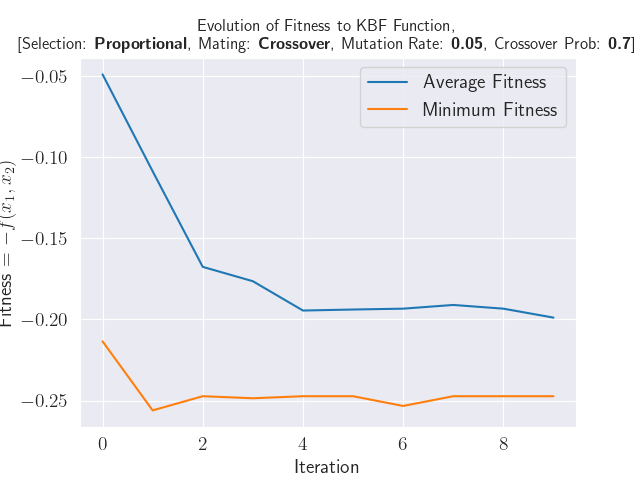 Evolution of Fitness to KBF Function,
[Selection: Proportional, Mating: Crossover, Mutation Rate: 0.05, Crossover Prob: 0.7]
Average Fitness
Minimum Fitness
Fitness = −f(x₁, x₂)
−0.05
−0.10
−0.15
−0.20
−0.25
0 2 4 6 8
Iteration